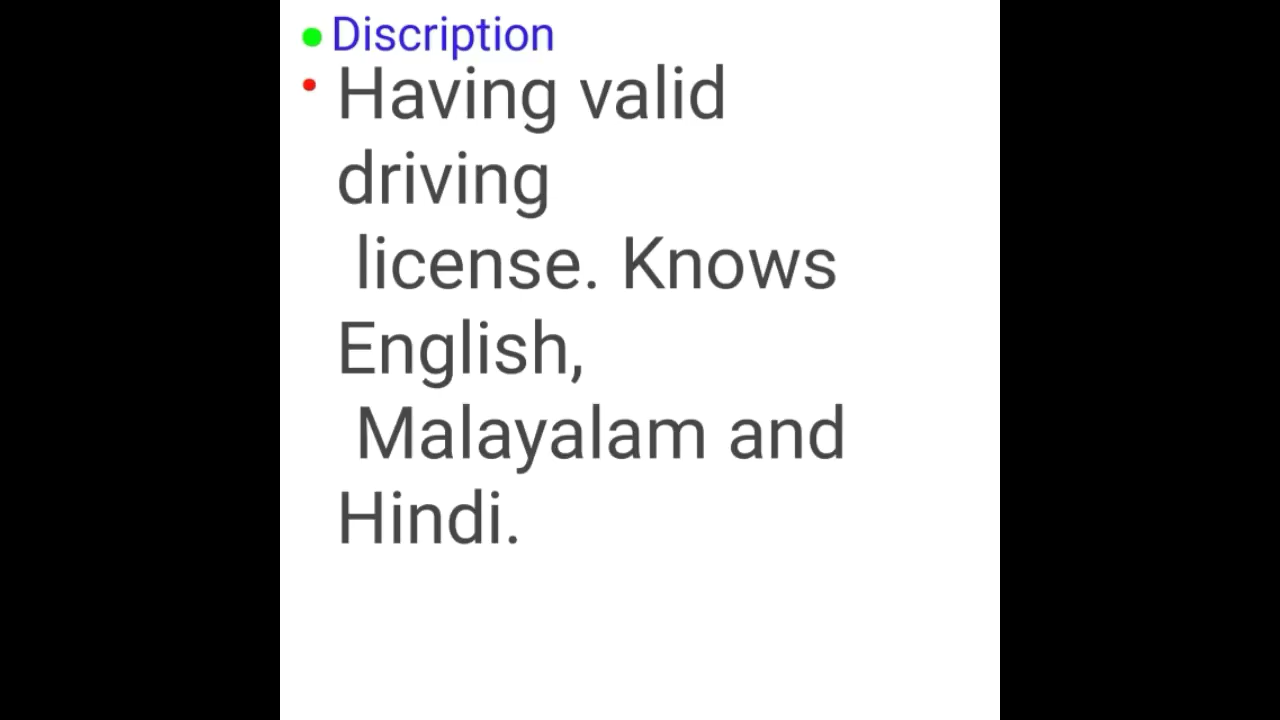 Discription
Having valid
driving
license. Knows
English,
Malayalam and
Hindi.